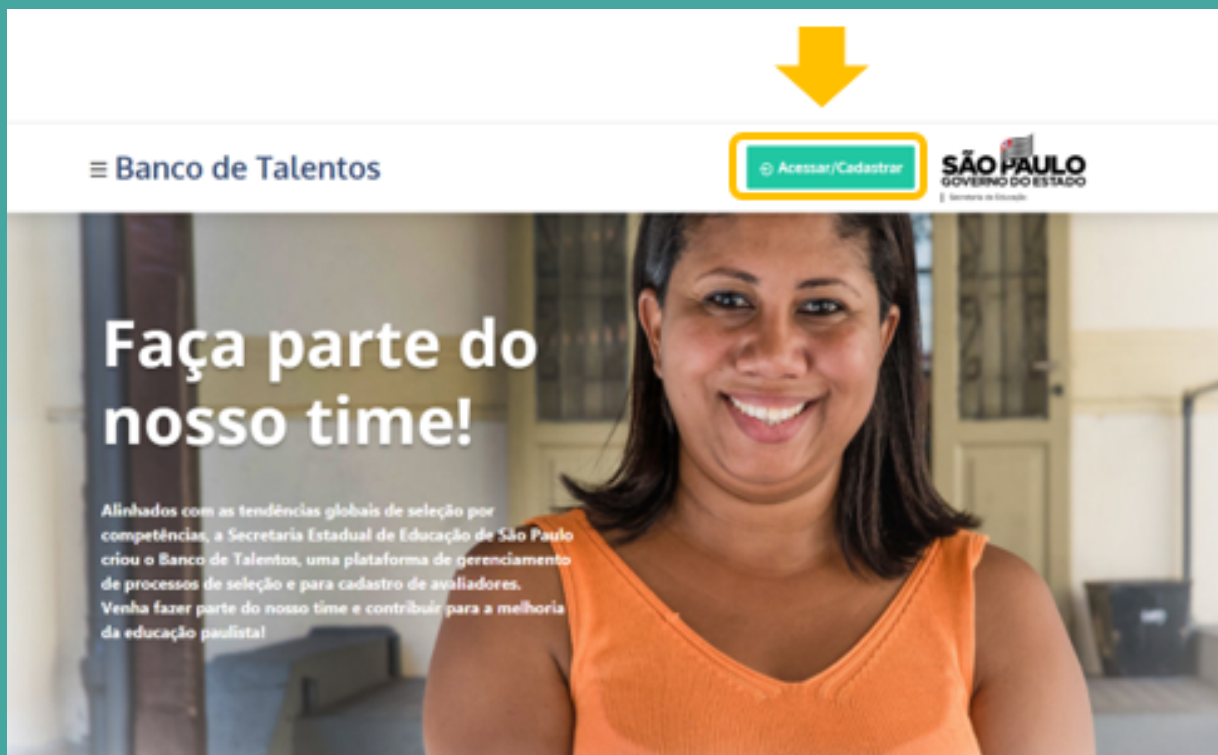 ≡ Banco de Talentos
Acessar/Cadastrar
SÃO PAULO
GOVERNO DO ESTADO
Secretaria da Educação
Faça parte do
nosso time!
Alinhados com as tendências globais de seleção por
competências, a Secretaria Estadual de Educação de São Paulo
criou o Banco de Talentos, uma plataforma de gerenciamento
de processos de seleção e para cadastro de avaliadores.
Venha fazer parte do nosso time e contribuir para a melhoria
da educação paulista!